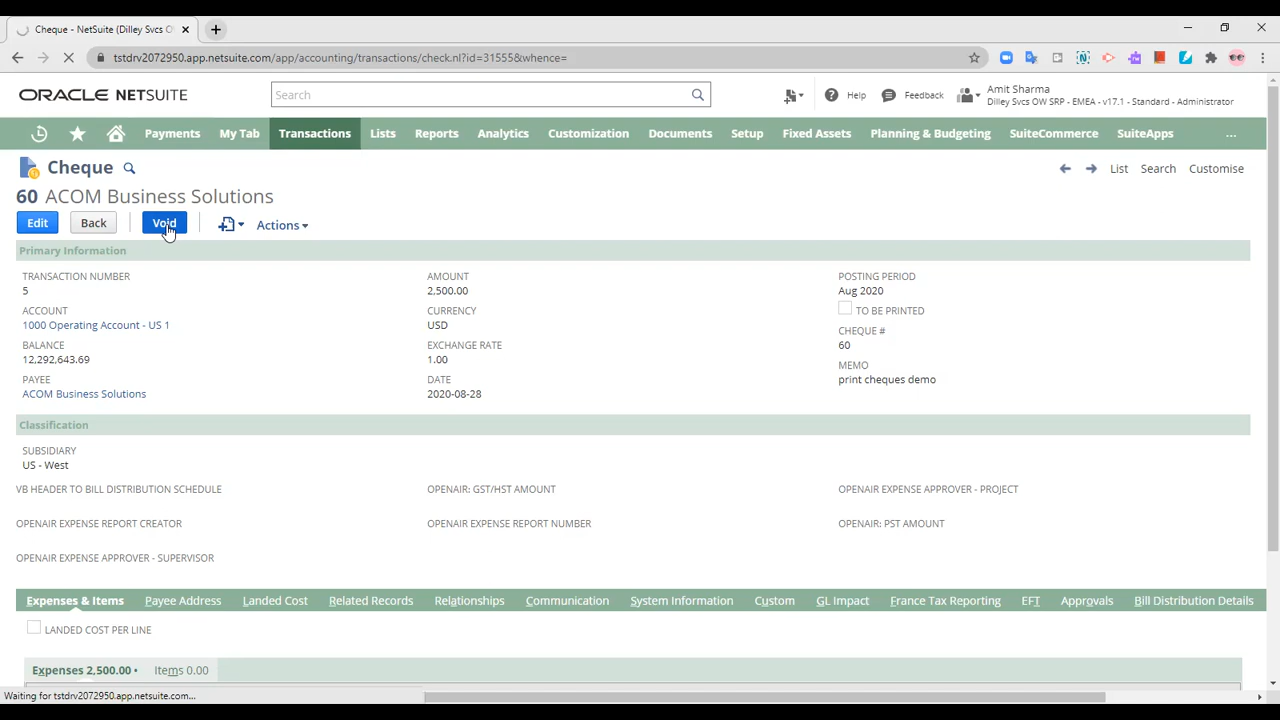 Cheque - NetSuite (Dilley Svcs O
tstdrv2072950.app.netsuite.com/app/accounting/transactions/check.nl?id=31555&whence=
ORACLE NETSUITE
Search
Help
Feedback
Amit Sharma
Dilley Svcs OW SRP - EMEA - v17.1 - Standard - Administrator
Payments My Tab Transactions Lists Reports Analytics Customization Documents Setup Fixed Assets Planning & Budgeting SuiteCommerce SuiteApps ...
Cheque
List Search Customise
60 ACOM Business Solutions
Edit Back Void Actions
Primary Information
TRANSACTION NUMBER
5
ACCOUNT
1000 Operating Account - US 1
BALANCE
12,292,643.69
PAYEE
ACOM Business Solutions
AMOUNT
2,500.00
CURRENCY
USD
EXCHANGE RATE
1.00
DATE
2020-08-28
POSTING PERIOD
Aug 2020
TO BE PRINTED
CHEQUE #
60
MEMO
print cheques demo
Classification
SUBSIDIARY
US - West
VB HEADER TO BILL DISTRIBUTION SCHEDULE
OPENAIR: GST/HST AMOUNT
OPENAIR EXPENSE APPROVER - PROJECT
OPENAIR EXPENSE REPORT CREATOR
OPENAIR EXPENSE REPORT NUMBER
OPENAIR: PST AMOUNT
OPENAIR EXPENSE APPROVER - SUPERVISOR
Expenses & Items Payee Address Landed Cost Related Records Relationships Communication System Information Custom GL Impact France Tax Reporting EFT Approvals Bill Distribution Details
LANDED COST PER LINE
Expenses 2,500.00 • Items 0.00
Waiting for tstdrv2072950.app.netsuite.com...